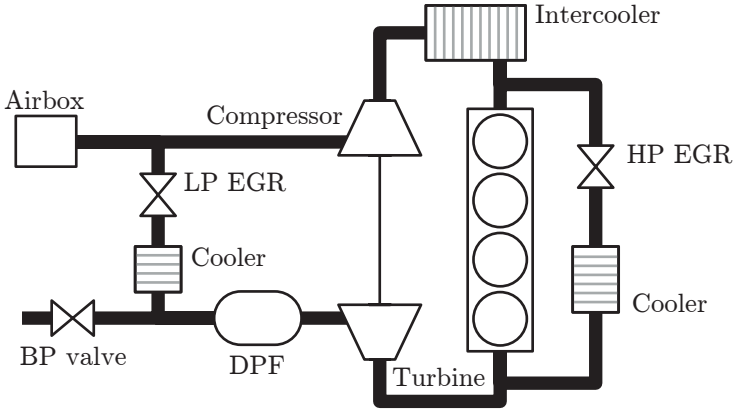 Intercooler
Airbox
Compressor
HP EGR
LP EGR
Cooler
Cooler
BP valve
DPF
Turbine